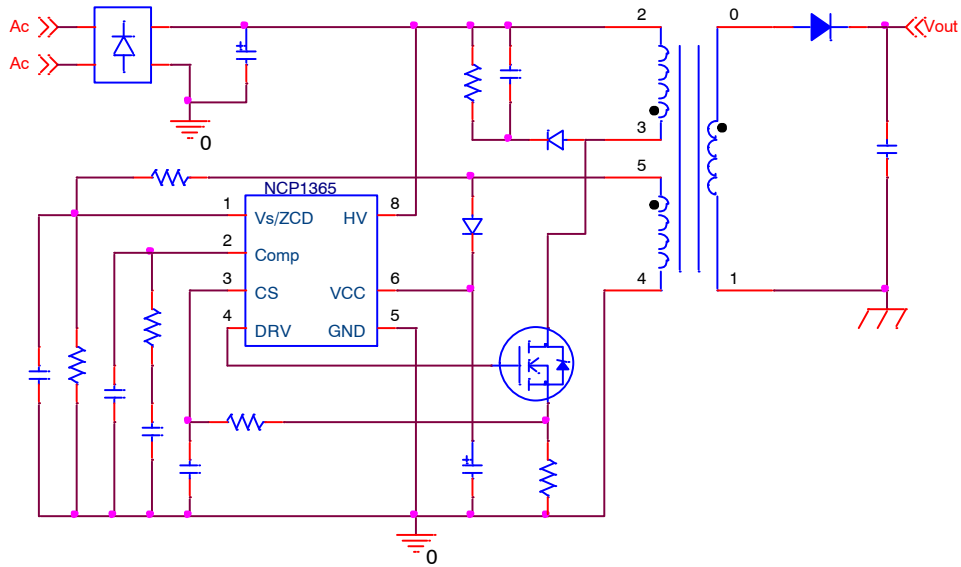 Ac
2
0
Vout
Ac
0
3
5
NCP1365
1
Vs/ZCD
HV
8
2
Comp
3
CS
VCC
6
4
1
4
DRV
GND
5
0